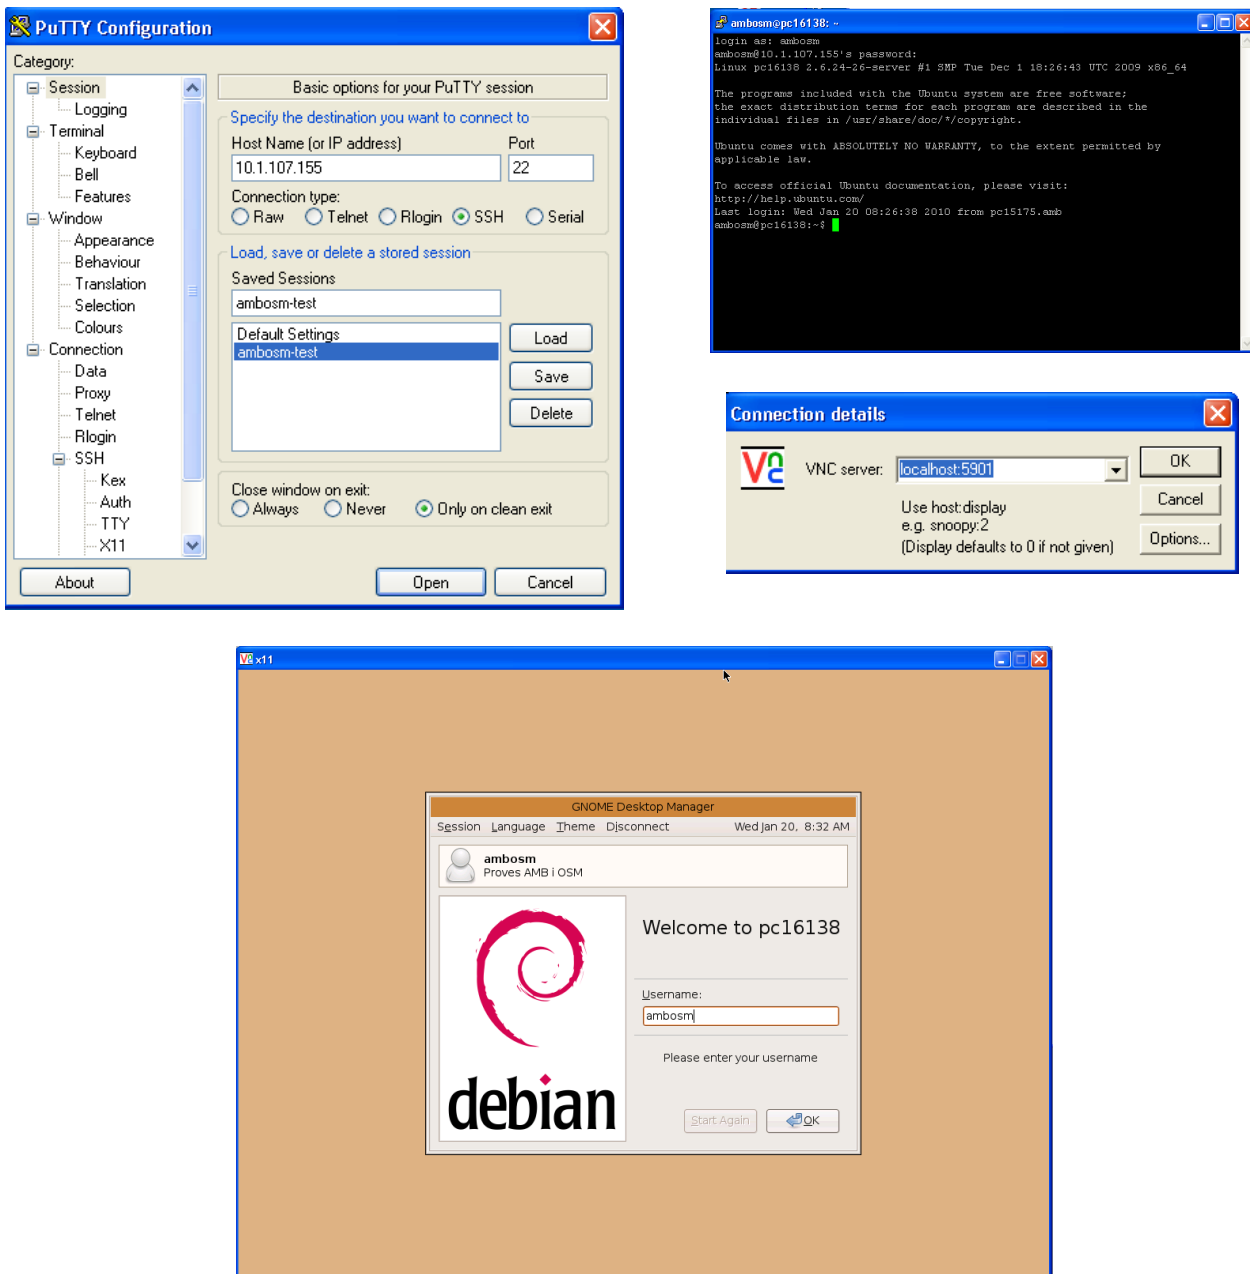 PuTTY Configuration
Category:
Session
Logging
Terminal
Keyboard
Bell
Features
Window
Appearance
Behaviour
Translation
Selection
Colours
Connection
Data
Proxy
Telnet
Rlogin
SSH
Kex
Auth
TTY
X11
Basic options for your PuTTY session
Specify the destination you want to connect to
Host Name (or IP address) Port
10.1.107.155 22
Connection type:
Raw Telnet Rlogin SSH Serial
Load, save or delete a stored session
Saved Sessions
ambosm-test
Default Settings
ambosm-test
Load
Save
Delete
Close window on exit:
Always Never Only on clean exit
About Open Cancel
ambosm@pc16138: ~
login as: ambosm
ambosm@10.1.107.155's password:
Linux pc16138 2.6.24-26-server #1 SMP Tue Dec 1 18:26:43 UTC 2009 x86_64
The programs included with the Ubuntu system are free software;
the exact distribution terms for each program are described in the
individual files in /usr/share/doc/*/copyright.
Ubuntu comes with ABSOLUTELY NO WARRANTY, to the extent permitted by
applicable law.
To access official Ubuntu documentation, please visit:
http://help.ubuntu.com/
Last login: Wed Jan 20 08:26:38 2010 from pc15175.amb
ambosm@pc16138:~$
Connection details
VNC server: localhost:5901
Use host:display
e.g. snoopy:2
(Display defaults to 0 if not given)
OK
Cancel
Options...
x11
GNOME Desktop Manager
Session Language Theme Disconnect Wed Jan 20, 8:32 AM
ambosm
Proves AMB i OSM
debian
Welcome to pc16138
Username:
ambosm
Please enter your username
Start Again OK